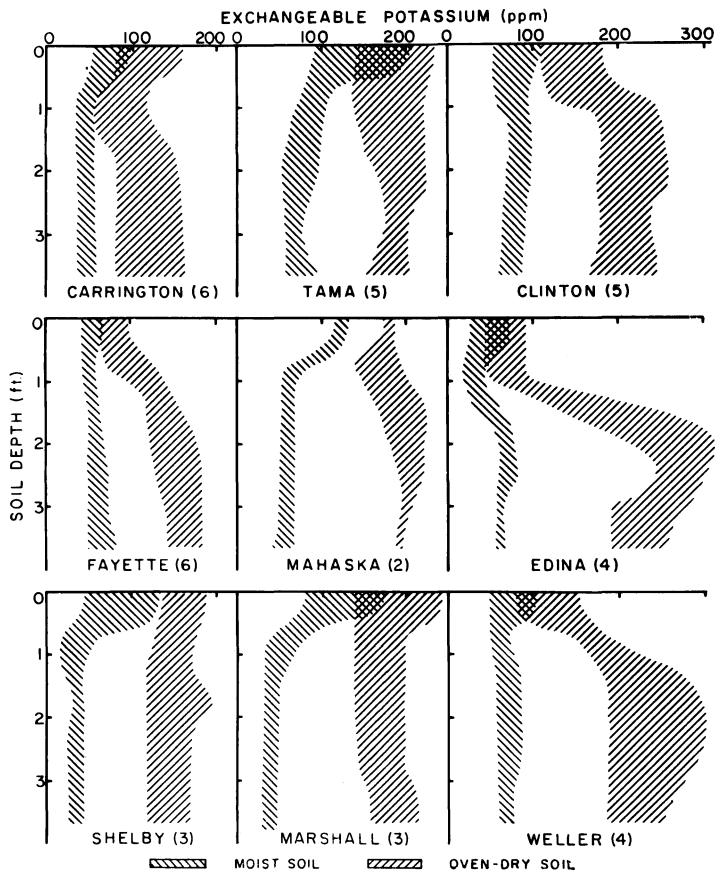 EXCHANGEABLE POTASSIUM (ppm)
0 100 200 0 100 200 0 100 200 300
0
1
2
3
CARRINGTON (6) TAMA (5) CLINTON (5)
SOIL DEPTH (ft.)
0
1
2
3
FAYETTE (6) MAHASKA (2) EDINA (4)
0
1
2
3
SHELBY (3) MARSHALL (3) WELLER (4)
MOIST SOIL OVEN-DRY SOIL